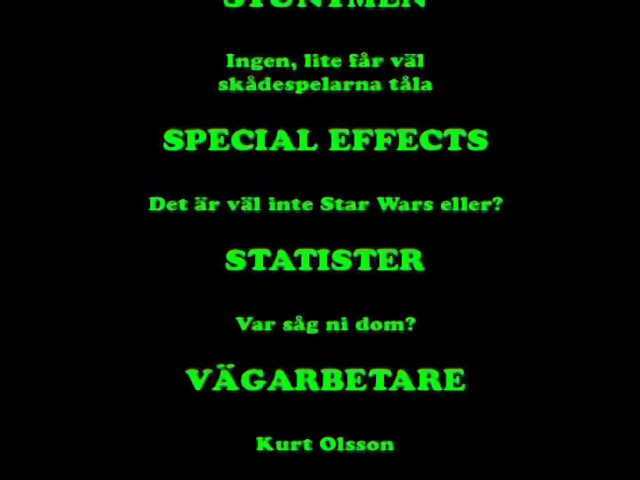 STUNTMEN
Ingen, lite får väl
skådespelarna tåla
SPECIAL EFFECTS
Det är väl inte Star Wars eller?
STATISTER
Var såg ni dom?
VÄGARBETARE
Kurt Olsson